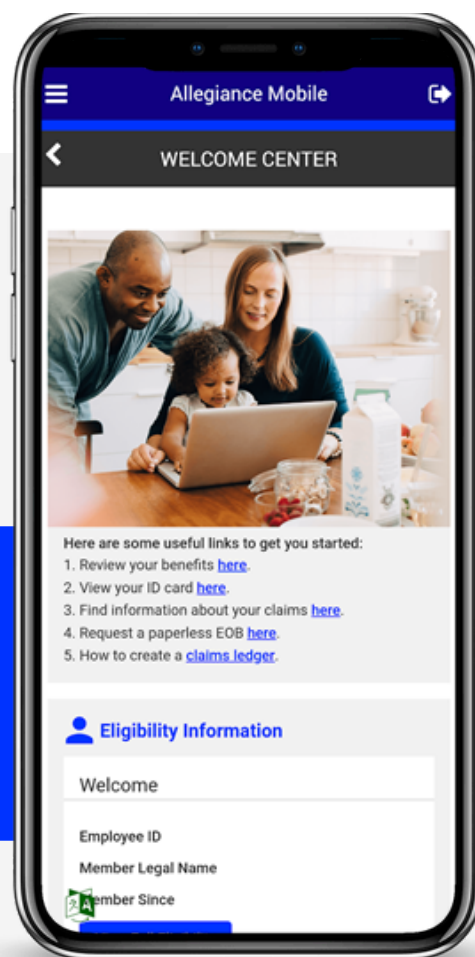 Allegiance Mobile
WELCOME CENTER
Here are some useful links to get you started:
1. Review your benefits here.
2. View your ID card here.
3. Find information about your claims here.
4. Request a paperless EOB here.
5. How to create a claims ledger.
Eligibility Information
Welcome
Employee ID
Member Legal Name
ember Since